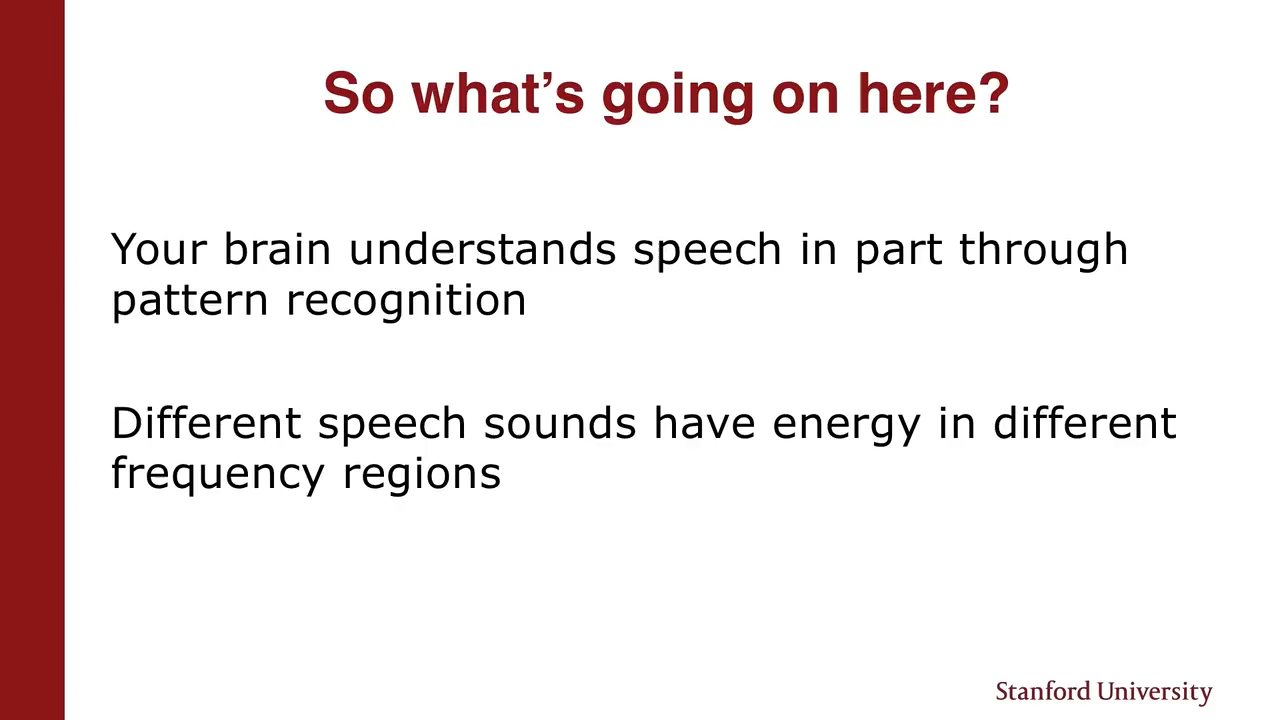 So what’s going on here?
Your brain understands speech in part through
pattern recognition
Different speech sounds have energy in different
frequency regions
Stanford University